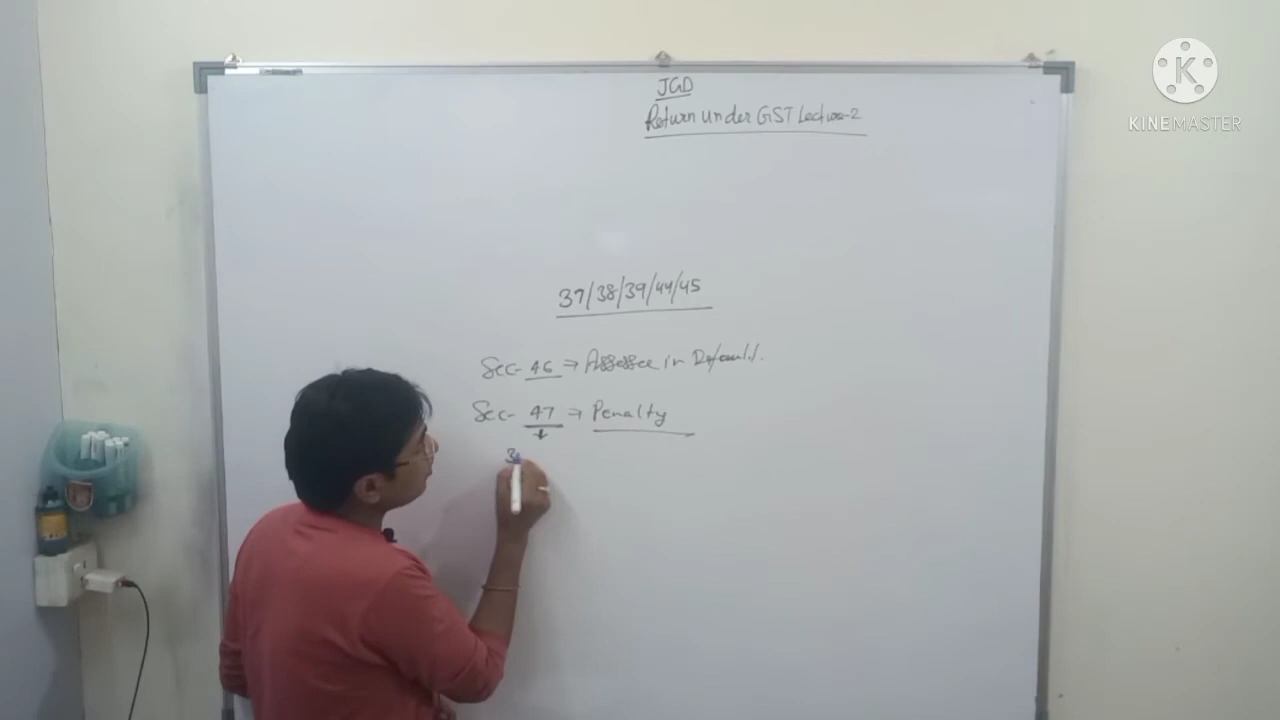 JGD
Return under GST Lecture-2
K
KINEMASTER
37/38/39/44/45
Sec- 46 → Assessee in Default.
Sec- 47 → Penalty
3